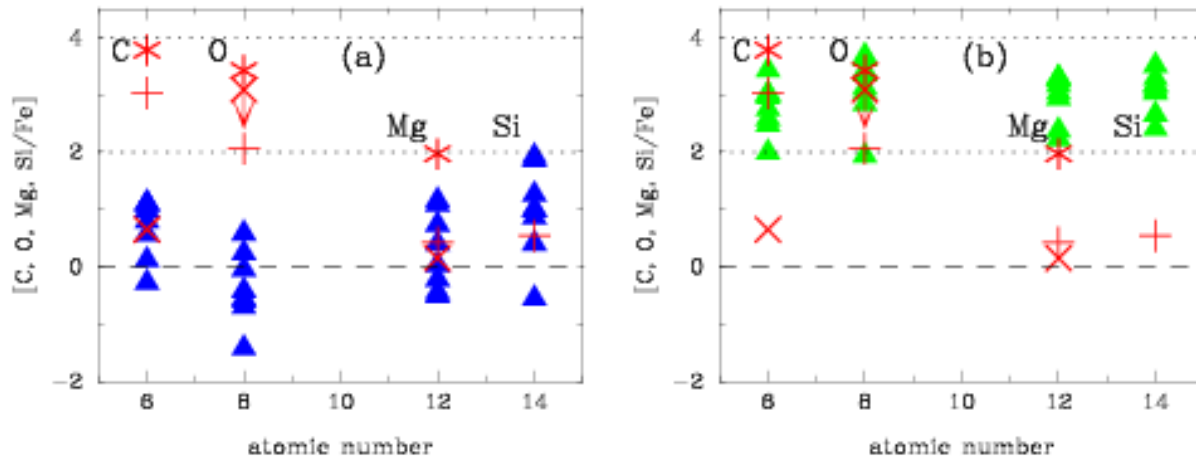 4 C O (a)
Mg Si
2
0
−2
6 8 10 12 14
atomic number
[C, O, Mg, Si/Fe]
4 C O (b)
Mg Si
2
0
−2
6 8 10 12 14
atomic number
[C, O, Mg, Si/Fe]